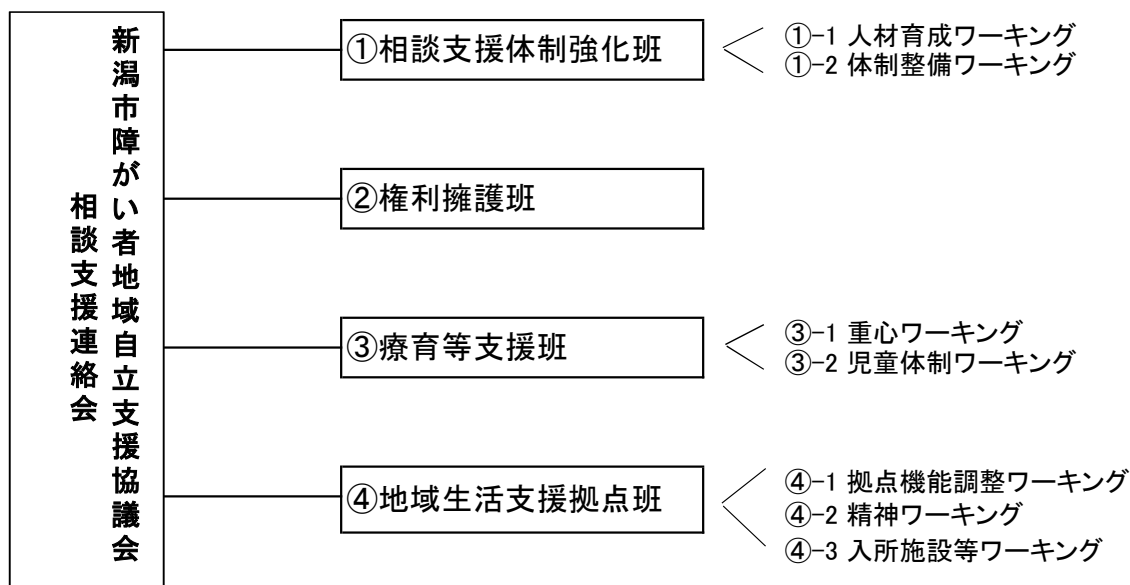 新潟市障がい者地域自立支援協議会
相談支援連絡会
①相談支援体制強化班
①-1 人材育成ワーキング
①-2 体制整備ワーキング
②権利擁護班
③療育等支援班
③-1 重心ワーキング
③-2 児童体制ワーキング
④地域生活支援拠点班
④-1 拠点機能調整ワーキング
④-2 精神ワーキング
④-3 入所施設等ワーキング